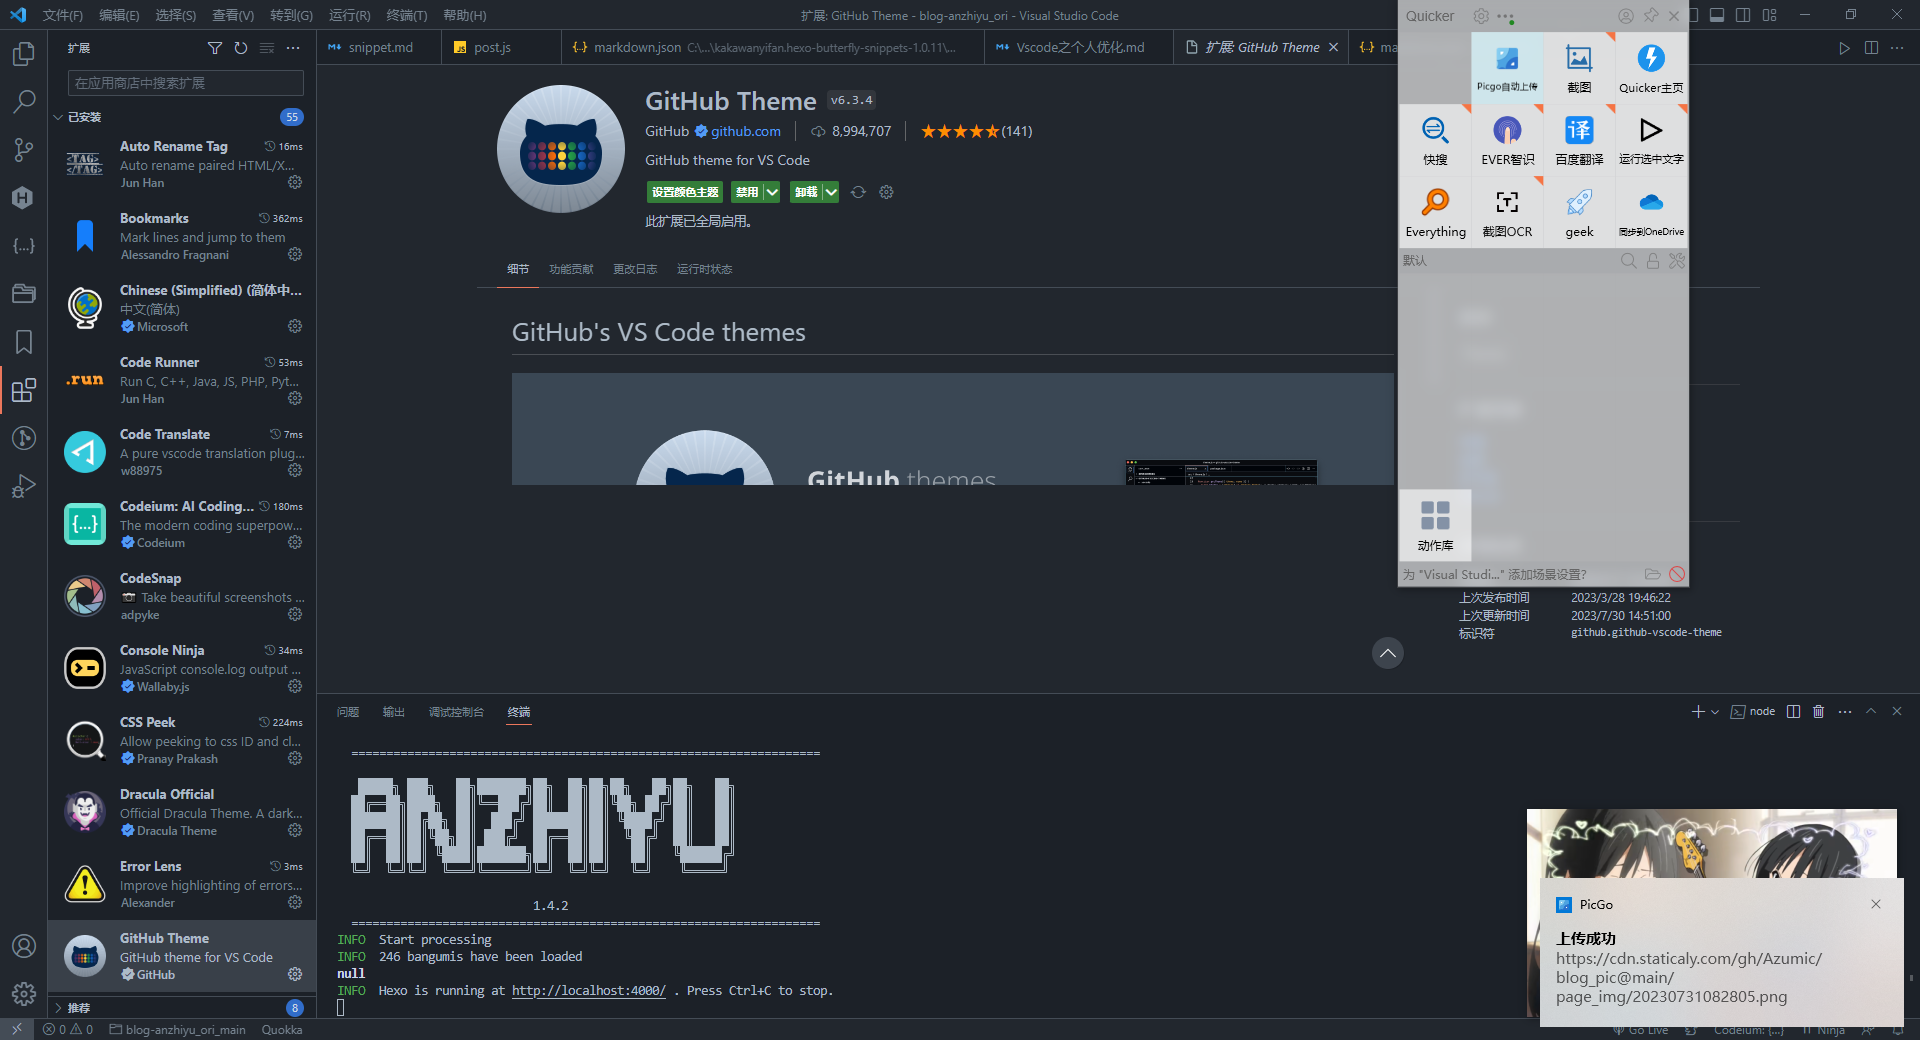 文件(F) 编辑(E) 选择(S) 查看(V) 转到(G) 运行(R) 终端(T) 帮助(H)
扩展: GitHub Theme - blog-anzhiyu_ori - Visual Studio Code
扩展
在应用商店中搜索扩展
已安装 55
Auto Rename Tag 16ms
Auto rename paired HTML/X...
Jun Han
Bookmarks 362ms
Mark lines and jump to them
Alessandro Fragnani
Chinese (Simplified) (简体中...
中文(简体)
Microsoft
Code Runner 53ms
Run C, C++, Java, JS, PHP, Pyt...
Jun Han
.run
Code Translate 7ms
A pure vscode translation plug...
w88975
Codeium: AI Coding... 180ms
The modern coding superpow...
Codeium
CodeSnap
Take beautiful screenshots ...
adpyke
Console Ninja 34ms
JavaScript console.log output ...
Wallaby.js
CSS Peek 224ms
Allow peeking to css ID and cl...
Pranay Prakash
Dracula Official
Official Dracula Theme. A dark...
Dracula Theme
Error Lens 3ms
Improve highlighting of errors...
Alexander
GitHub Theme
GitHub theme for VS Code
GitHub
推荐 8
snippet.md
post.js
markdown.json C:\...\kakawanyifan.hexo-butterfly-snippets-1.0.11\...
Vscode之个人优化.md
扩展: GitHub Theme
ma
GitHub Theme v6.3.4
GitHub github.com 8,994,707 (141)
GitHub theme for VS Code
设置颜色主题 禁用 卸载
此扩展已全局启用。
细节 功能贡献 更改日志 运行时状态
GitHub's VS Code themes
GitHub themes
Quicker
Picgo自动上传 截图 Quicker主页
快搜 EVER智识 百度翻译 运行选中文字
Everything 截图OCR geek 同步到OneDrive
默认
动作库
为 "Visual Studi..." 添加场景设置?
上次发布时间 2023/3/28 19:46:22
上次更新时间 2023/7/30 14:51:00
标识符 github.github-vscode-theme
问题 输出 调试控制台 终端
node
===================================================================
ANZHIYU
1.4.2
===================================================================
INFO Start processing
INFO 246 bangumis have been loaded
null
INFO Hexo is running at http://localhost:4000/ . Press Ctrl+C to stop.
PicGo
上传成功
https://cdn.staticaly.com/gh/Azumic/
blog_pic@main/
page_img/20230731082805.png
0 0 blog-anzhiyu_ori_main Quokka
Go Live Codeium: {...} Ninja